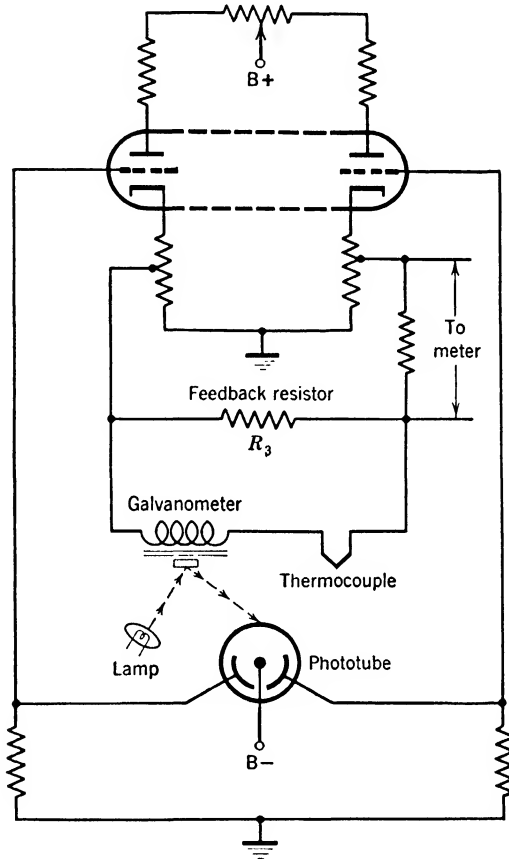 B+
To
meter
Feedback resistor
R₃
Galvanometer
Thermocouple
Lamp
Phototube
B−